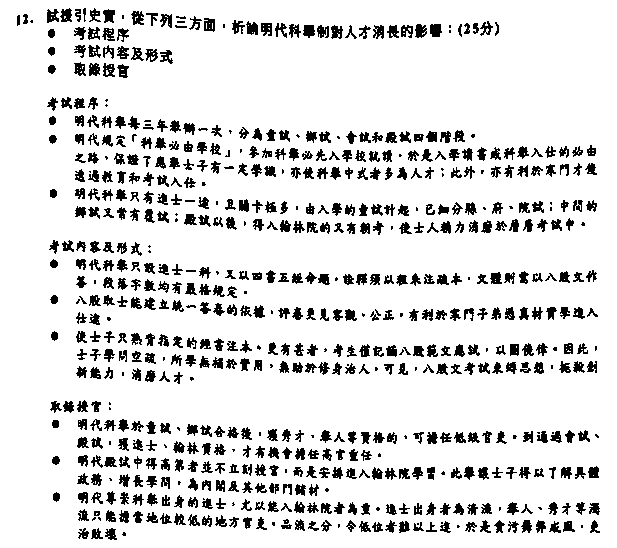 12. 試援引史實，從下列三方面，析論明代科舉制對人才消長的影響：(25分)
● 考試程序
● 考試內容及形式
● 取錄授官
考試程序：
● 明代科舉每三年舉辦一次，分為童試、鄉試、會試和殿試四個階段。
● 明代規定「科舉必由學校」，參加科舉必先入學校就讀，於是入學讀書成科舉入仕的必由
之路，保證了應舉士子有一定學識，亦使科舉中式者多為人才；此外，亦有利於寒門才俊
透過教育和考試入仕。
● 明代科舉只有進士一途，且關卡極多，由入學的童試計起，已細分縣、府、院試；中間的
鄉試又常有覆試；殿試以後，得入翰林院的又有朝考，使士人精力消磨於層層考試中。
考試內容及形式：
● 明代科舉只設進士一科，又以四書五經命題。詮釋須以程朱注疏本，文體則需以八股文作
答，段落字數均有嚴格規定。
● 八股取士能建立統一答卷的依據，評卷更見客觀、公正，有利於寒門子弟憑真材實學進入
仕途。
● 使士子只熟背指定的經書注本。更有甚者，考生僅記誦八股範文應試，以圖僥倖。因此，
士子學問空疏，所學無補於實用，無助於修身治人。可見，八股文考試束縛思想，扼殺創
新能力，消磨人才。
取錄授官：
● 明代科舉於童試、鄉試合格後，獲秀才、舉人等資格的，可擔任低級官吏。到通過會試、
殿試，獲進士、翰林資格，才有機會擔任高官重任。
● 明代殿試中得高第者並不立刻授官，而是安排進入翰林院學習。此舉讓士子得以了解具體
政務、增長學問，為內閣及其他部門儲材。
● 明代尊崇科舉出身的進士，尤以能入翰林院者為重。進士出身者為清流，舉人、秀才等濁
流只能擔當地位較低的地方官吏。品流之分，令低位者難以上進，於是貪污舞弊成風，吏
治敗壞。